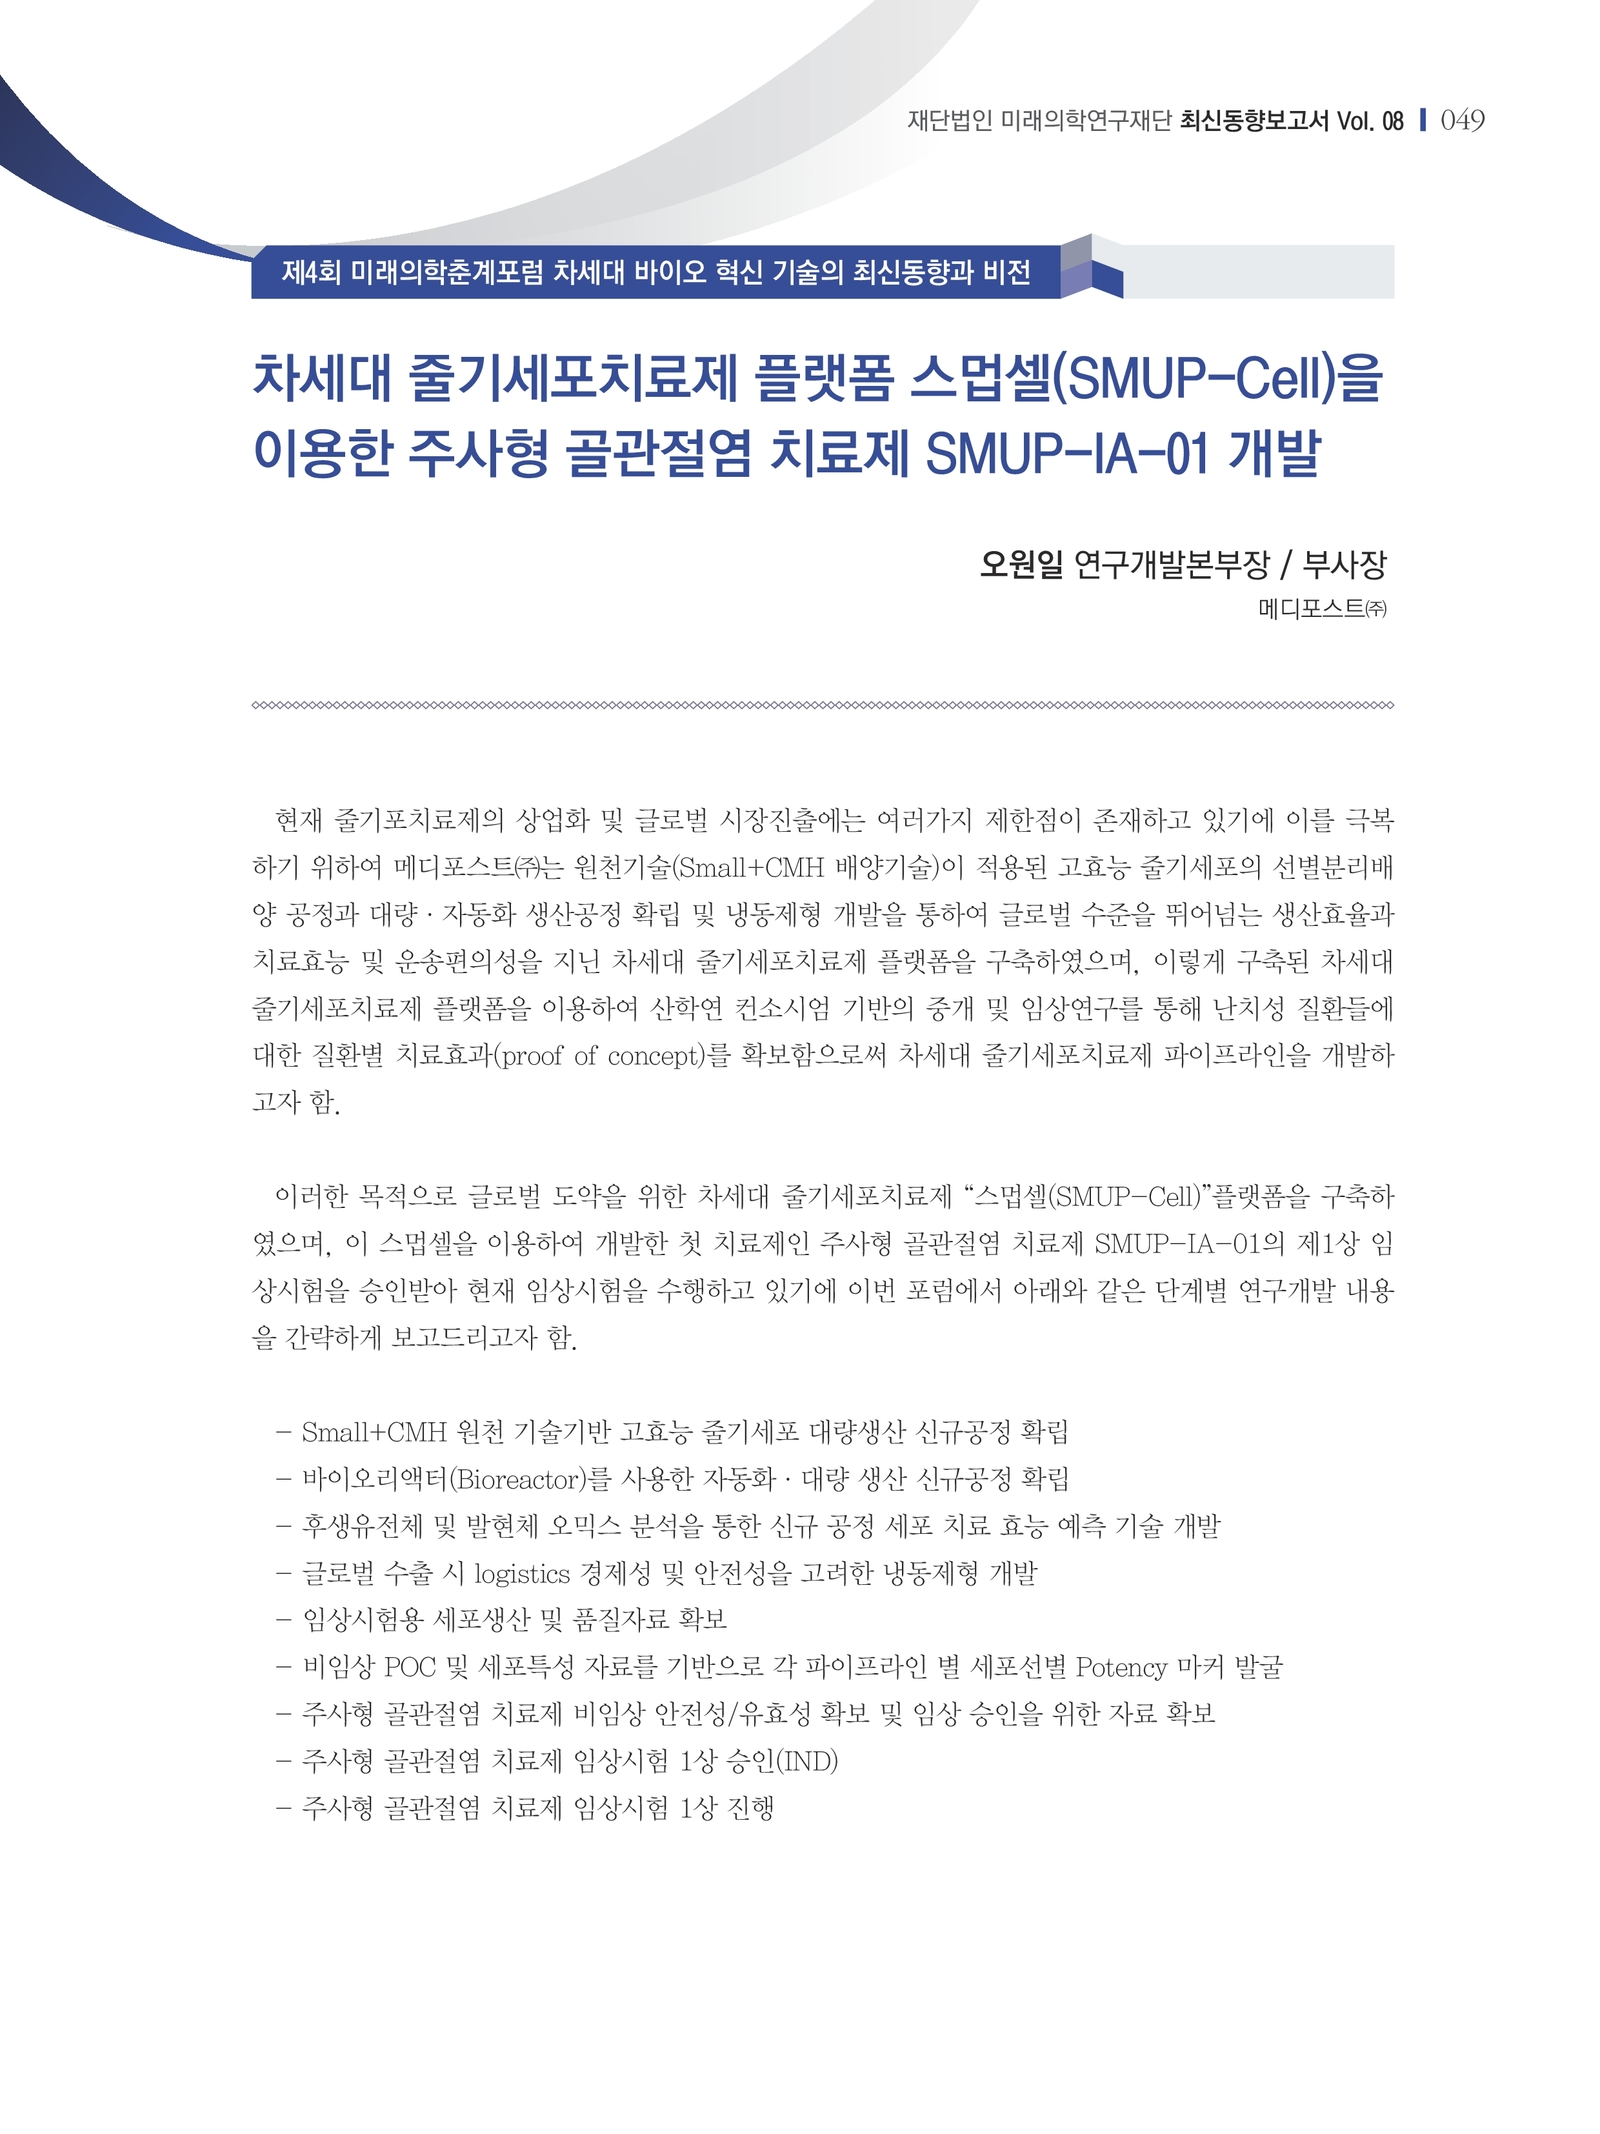 재단법인 미래의학연구재단 최신동향보고서 Vol. 08 049
제4회 미래의학춘계포럼 차세대 바이오 혁신 기술의 최신동향과 비전
차세대 줄기세포치료제 플랫폼 스멉셀(SMUP-Cell)을
이용한 주사형 골관절염 치료제 SMUP-IA-01 개발
오원일 연구개발본부장 / 부사장
메디포스트㈜
현재 줄기포치료제의 상업화 및 글로벌 시장진출에는 여러가지 제한점이 존재하고 있기에 이를 극복
하기 위하여 메디포스트㈜는 원천기술(Small+CMH 배양기술)이 적용된 고효능 줄기세포의 선별분리배
양 공정과 대량·자동화 생산공정 확립 및 냉동제형 개발을 통하여 글로벌 수준을 뛰어넘는 생산효율과
치료효능 및 운송편의성을 지닌 차세대 줄기세포치료제 플랫폼을 구축하였으며, 이렇게 구축된 차세대
줄기세포치료제 플랫폼을 이용하여 산학연 컨소시엄 기반의 중개 및 임상연구를 통해 난치성 질환들에
대한 질환별 치료효과(proof of concept)를 확보함으로써 차세대 줄기세포치료제 파이프라인을 개발하
고자 함.
이러한 목적으로 글로벌 도약을 위한 차세대 줄기세포치료제 “스멉셀(SMUP-Cell)”플랫폼을 구축하
였으며, 이 스멉셀을 이용하여 개발한 첫 치료제인 주사형 골관절염 치료제 SMUP-IA-01의 제1상 임
상시험을 승인받아 현재 임상시험을 수행하고 있기에 이번 포럼에서 아래와 같은 단계별 연구개발 내용
을 간략하게 보고드리고자 함.
- Small+CMH 원천 기술기반 고효능 줄기세포 대량생산 신규공정 확립
- 바이오리액터(Bioreactor)를 사용한 자동화·대량 생산 신규공정 확립
- 후생유전체 및 발현체 오믹스 분석을 통한 신규 공정 세포 치료 효능 예측 기술 개발
- 글로벌 수출 시 logistics 경제성 및 안전성을 고려한 냉동제형 개발
- 임상시험용 세포생산 및 품질자료 확보
- 비임상 POC 및 세포특성 자료를 기반으로 각 파이프라인 별 세포선별 Potency 마커 발굴
- 주사형 골관절염 치료제 비임상 안전성/유효성 확보 및 임상 승인을 위한 자료 확보
- 주사형 골관절염 치료제 임상시험 1상 승인(IND)
- 주사형 골관절염 치료제 임상시험 1상 진행